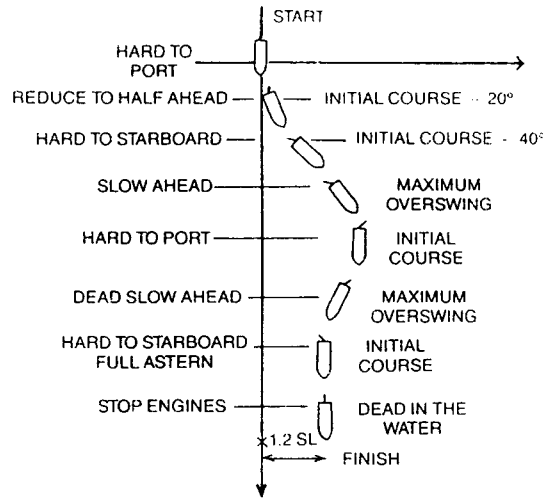 START
HARD TO
PORT
REDUCE TO HALF AHEAD
INITIAL COURSE - 20°
HARD TO STARBOARD
INITIAL COURSE - 40°
SLOW AHEAD
MAXIMUM
OVERSWING
HARD TO PORT
INITIAL
COURSE
DEAD SLOW AHEAD
MAXIMUM
OVERSWING
HARD TO STARBOARD
FULL ASTERN
INITIAL
COURSE
STOP ENGINES
DEAD IN THE
WATER
1.2 SL
FINISH